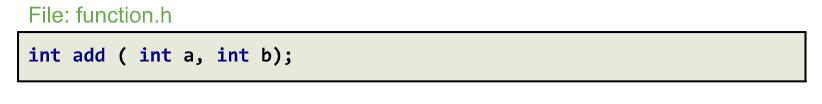 File: function.h
int add ( int a, int b);